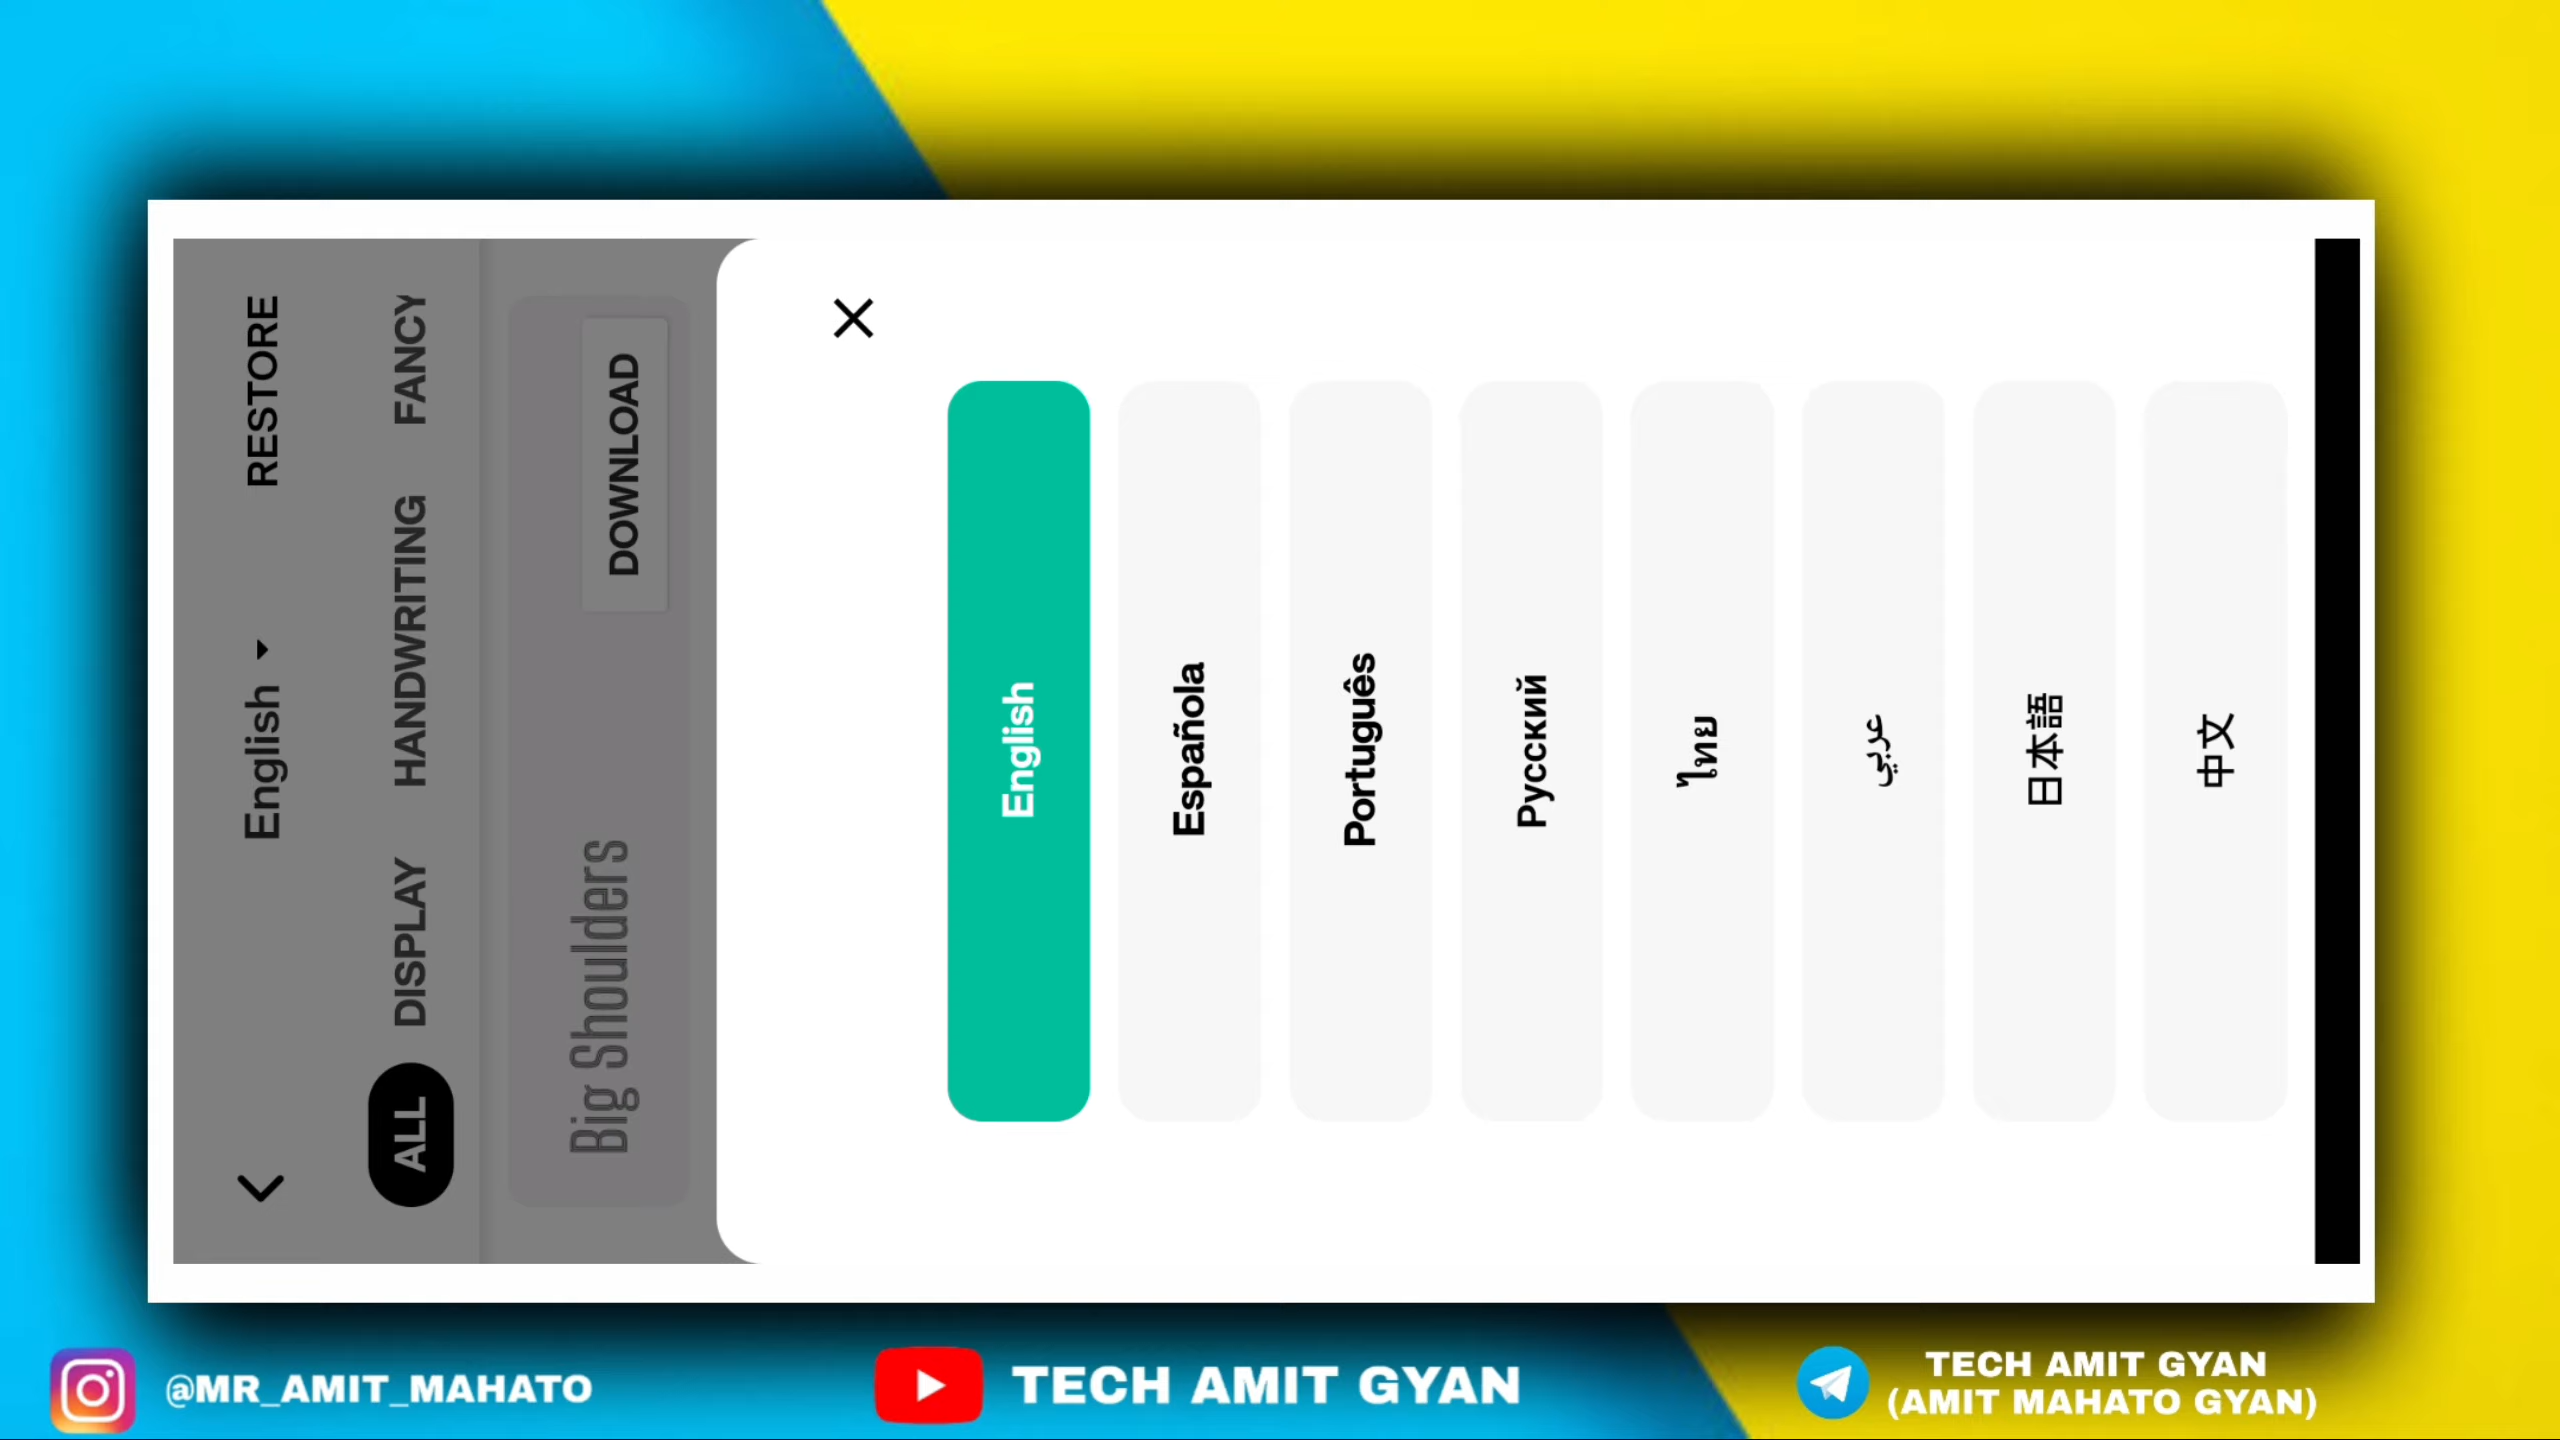 English
RESTORE
ALL
DISPLAY
HANDWRITING
FANCY
Big Shoulders
DOWNLOAD
English
Española
Português
Русский
ไทย
عربي
日本語
中文
@MR_AMIT_MAHATO
TECH AMIT GYAN
TECH AMIT GYAN
(AMIT MAHATO GYAN)